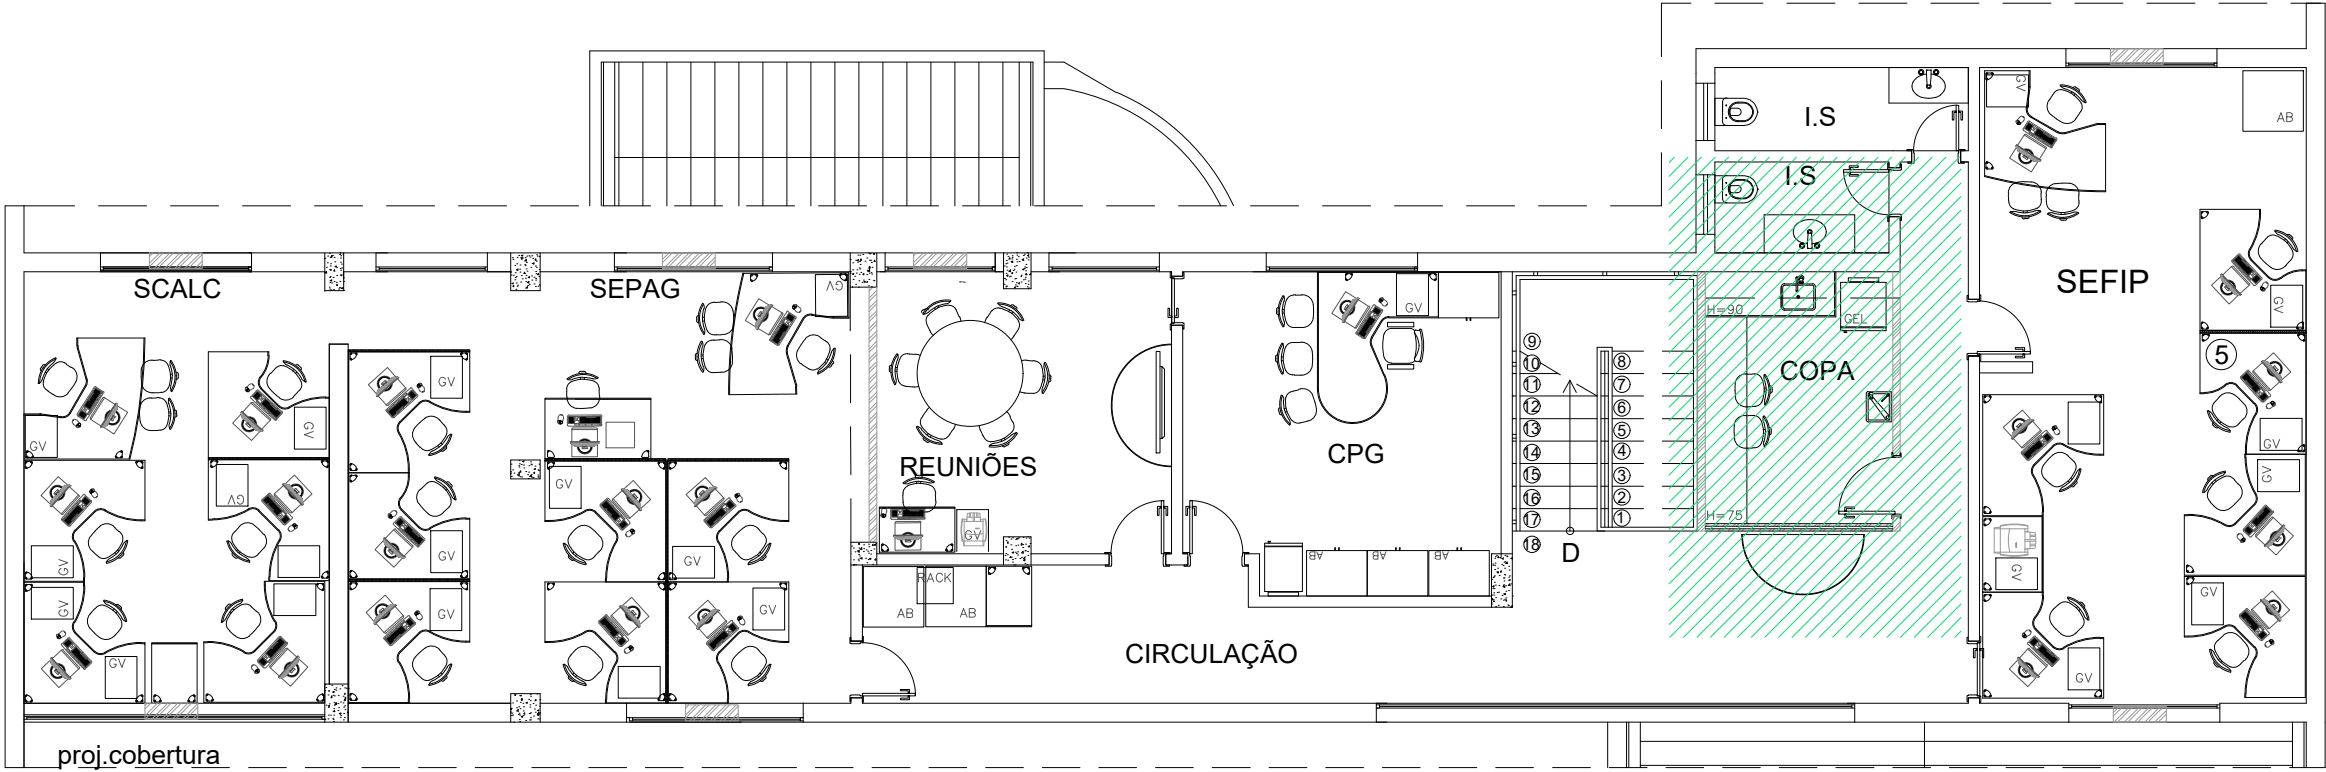 I.S
GV
AB
I.S
SCALC
SEPAG
GV
GV
SEFIP
GV
H=90
GEL
9
8
5
10
COPA
11
7
GV
12
6
13
5
GV
GV
GV
14
4
CPG
REUNIÕES
GV
GV
GV
15
3
16
2
17
1
H=75
GV
18
D
GV
GV
GV
AB
AB
AB
GV
RACK
GV
GV
GV
GV
AB
AB
CIRCULAÇÃO
GV
GV
proj.cobertura